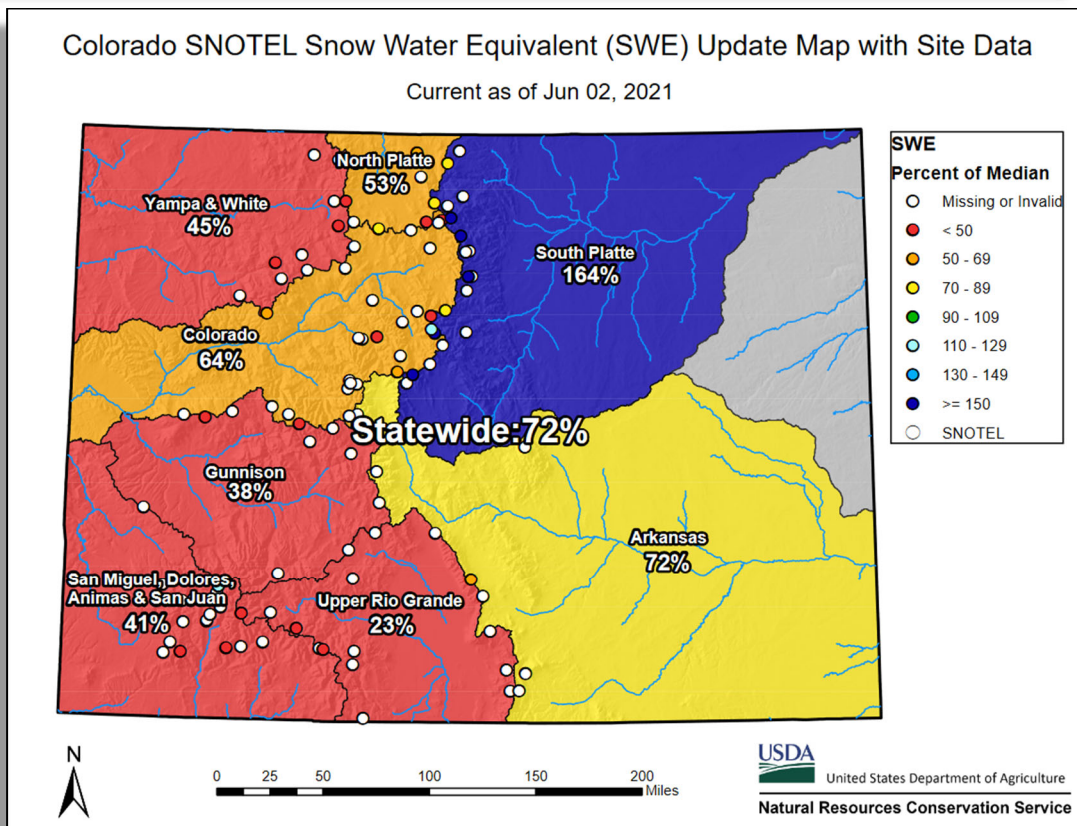 Colorado SNOTEL Snow Water Equivalent (SWE) Update Map with Site Data
Current as of Jun 02, 2021
North Platte
53%
Yampa & White
45%
South Platte
164%
Colorado
64%
Statewide:72%
Gunnison
38%
Arkansas
72%
San Miguel, Dolores,
Animas & San Juan
41%
Upper Rio Grande
23%
SWE
Percent of Median
Missing or Invalid
< 50
50 - 69
70 - 89
90 - 109
110 - 129
130 - 149
>= 150
SNOTEL
N
0 25 50 100 150 200
Miles
USDA
United States Department of Agriculture
Natural Resources Conservation Service